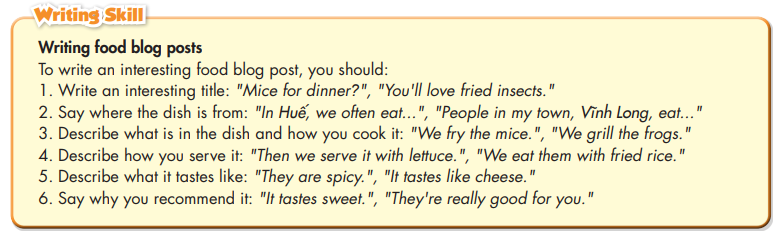 Writing Skill
Writing food blog posts
To write an interesting food blog post, you should:
1. Write an interesting title: "Mice for dinner?", "You'll love fried insects."
2. Say where the dish is from: "In Huế, we often eat...", "People in my town, Vĩnh Long, eat..."
3. Describe what is in the dish and how you cook it: "We fry the mice.", "We grill the frogs."
4. Describe how you serve it: "Then we serve it with lettuce.", "We eat them with fried rice."
5. Describe what it tastes like: "They are spicy.", "It tastes like cheese."
6. Say why you recommend it: "It tastes sweet.", "They're really good for you."